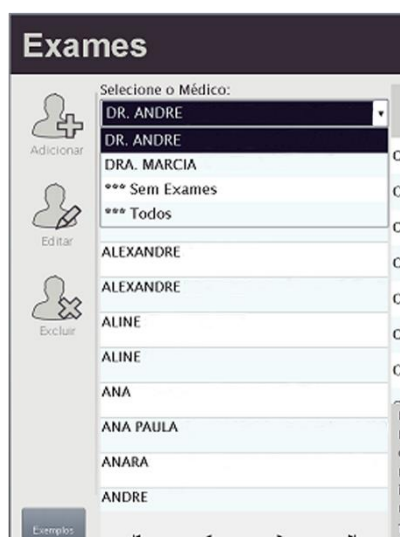 Exames
Selecione o Médico:
DR. ANDRE
DR. ANDRE
DRA. MARCIA
*** Sem Exames
*** Todos
Adicionar
Editar
Excluir
ALEXANDRE
ALEXANDRE
ALINE
ALINE
ANA
ANA PAULA
ANARA
ANDRE
Exemplos